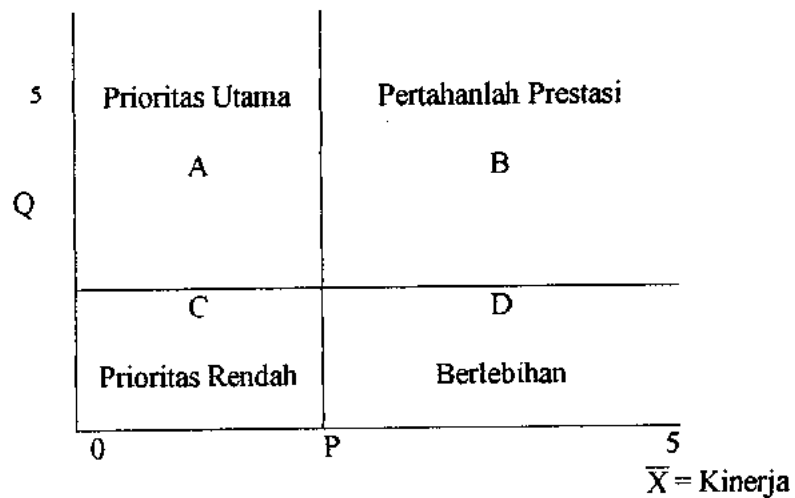 5 Prioritas Utama Pertahanlah Prestasi
A B
Q
C D
Prioritas Rendah Berlebihan
0 P 5
X̅ = Kinerja